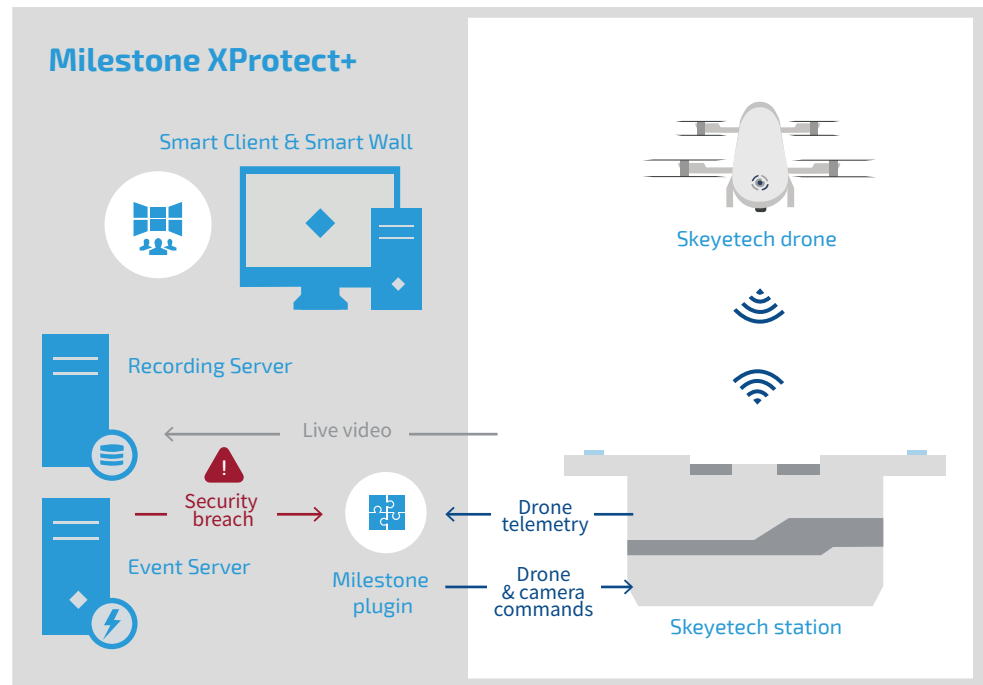 Milestone XProtect+
Smart Client & Smart Wall
Skeyetech drone
Recording Server
Live video
Security
breach
Drone
telemetry
Event Server
Milestone
plugin
Drone
& camera
commands
Skeyetech station